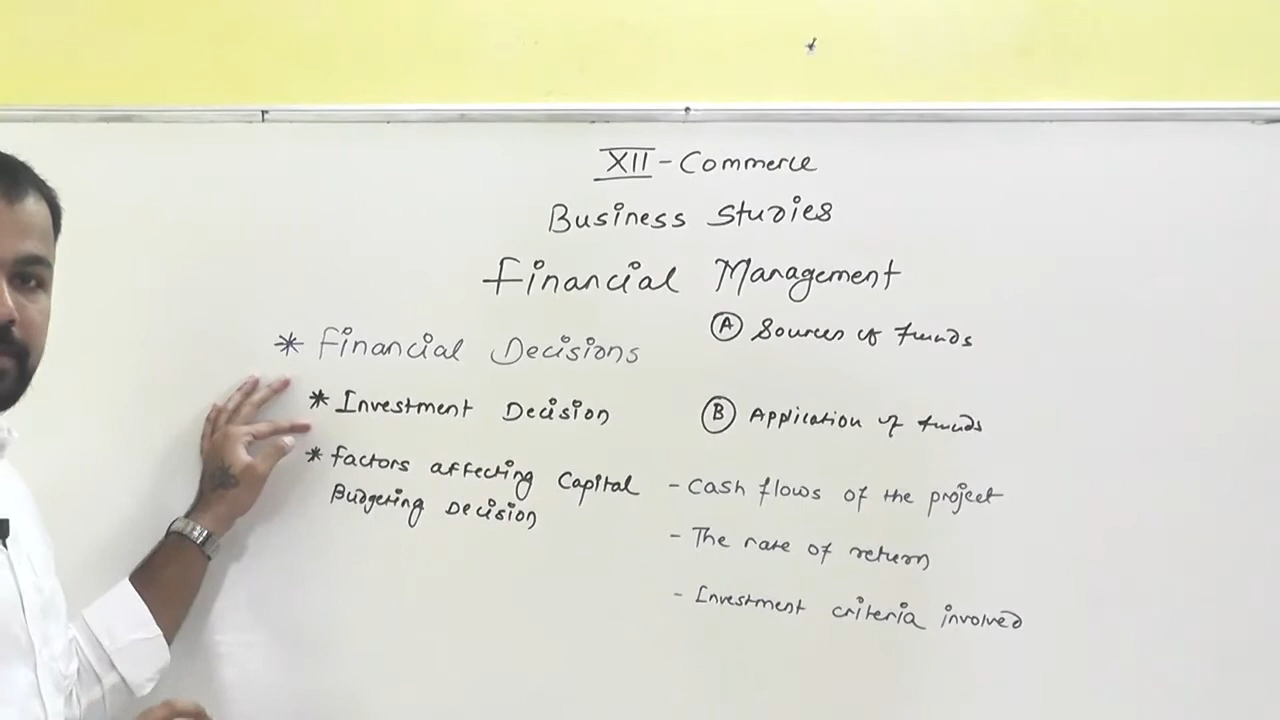 XII - Commerce
Business Studies
Financial Management
* Financial Decisions
(A) Sources of funds
* Investment Decision
(B) Application of funds
* factors affecting Capital
Budgeting Decision
- Cash flows of the project
- The rate of return
- Investment criteria involved